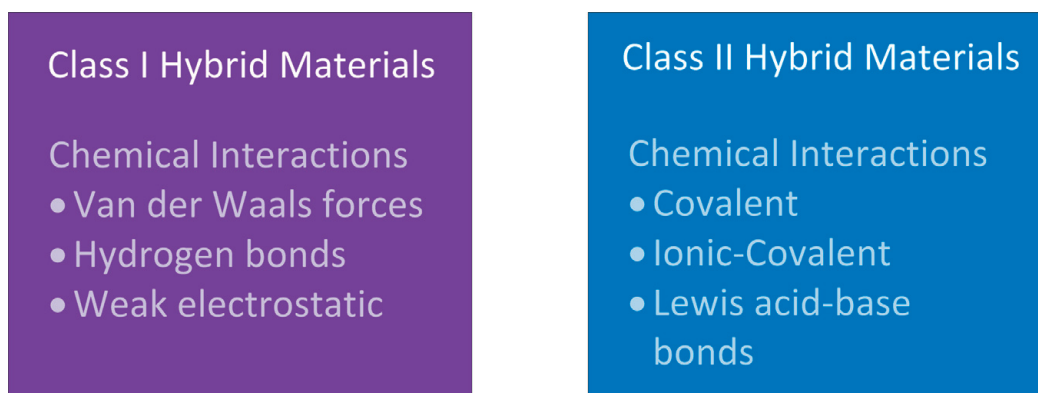 Class I Hybrid Materials
Chemical Interactions
• Van der Waals forces
• Hydrogen bonds
• Weak electrostatic
Class II Hybrid Materials
Chemical Interactions
• Covalent
• Ionic-Covalent
• Lewis acid-base
bonds